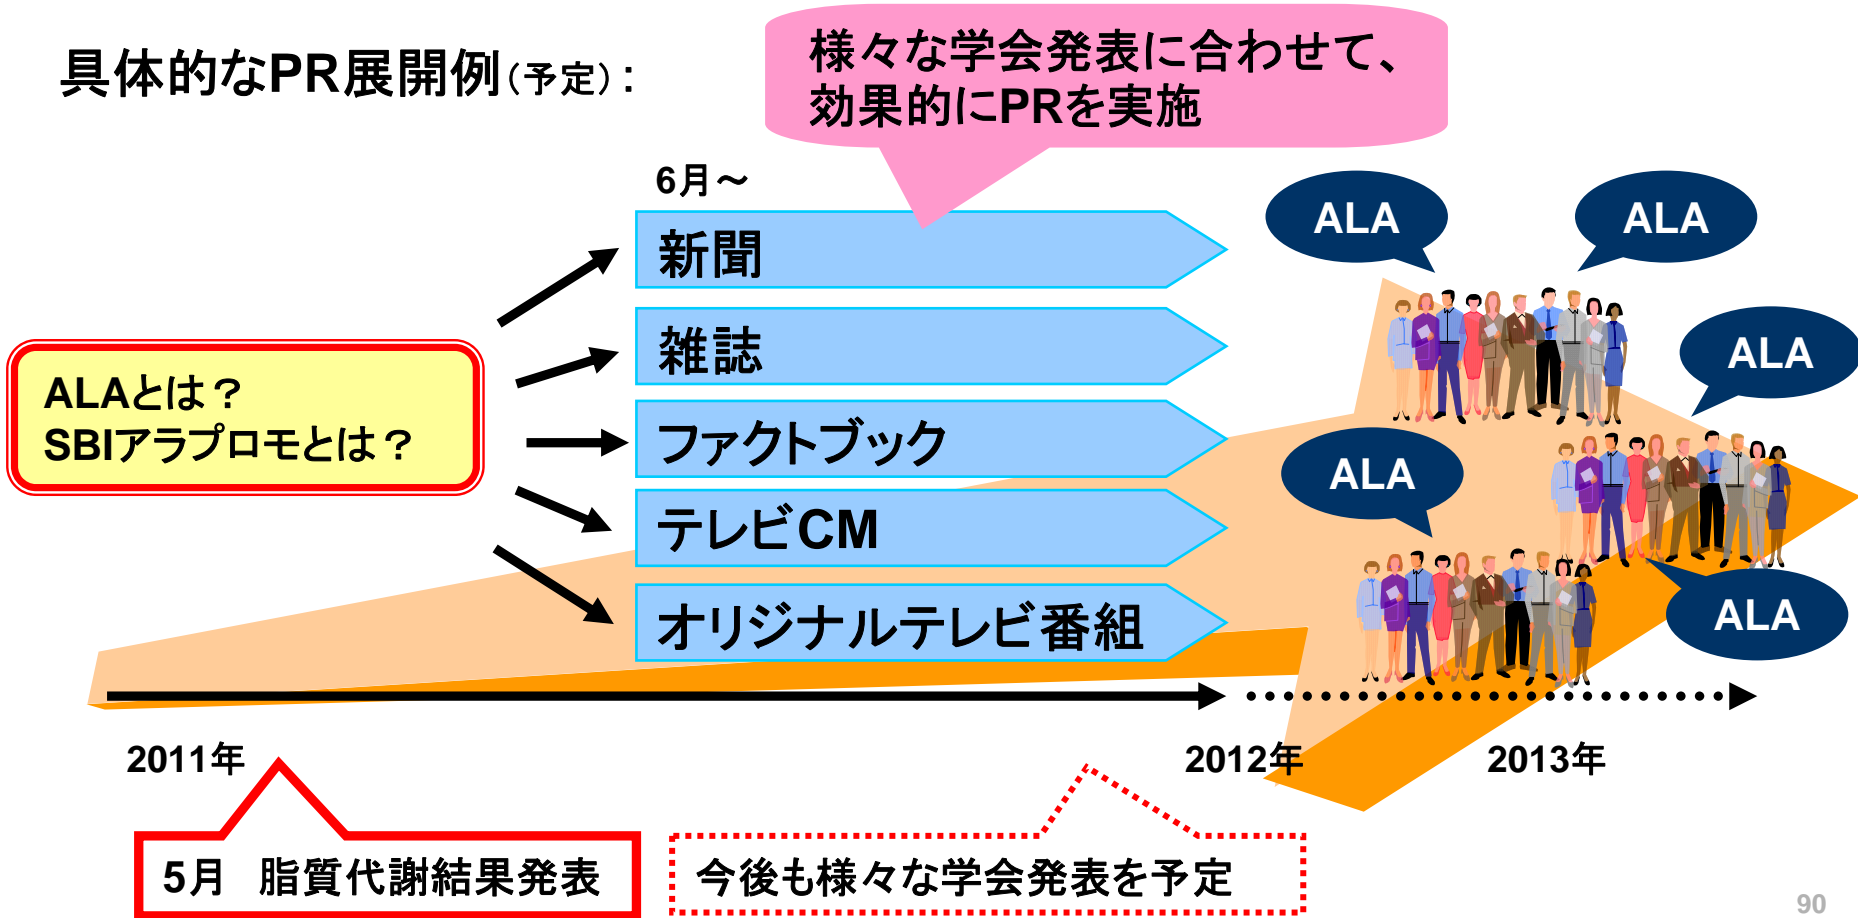 具体的なPR展開例（予定）:
様々な学会発表に合わせて、
効果的にPRを実施
6月～
新聞
雑誌
ファクトブック
テレビCM
オリジナルテレビ番組
ALAとは？
SBIアラプロモとは？
ALA
ALA
ALA
ALA
ALA
2011年
2012年
2013年
5月　脂質代謝結果発表
今後も様々な学会発表を予定
90